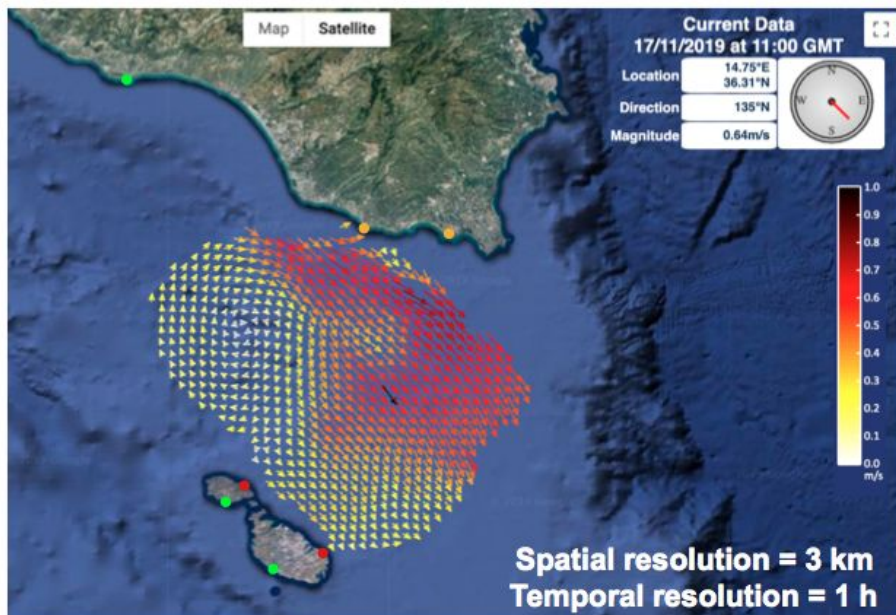 Map Satellite
Current Data
17/11/2019 at 11:00 GMT
Location 14.75°E
36.31°N
Direction 135°N
Magnitude 0.64m/s
N
W E
S
1.0
0.9
0.8
0.7
0.6
0.5
0.4
0.3
0.2
0.1
0.0
m/s
Spatial resolution = 3 km
Temporal resolution = 1 h